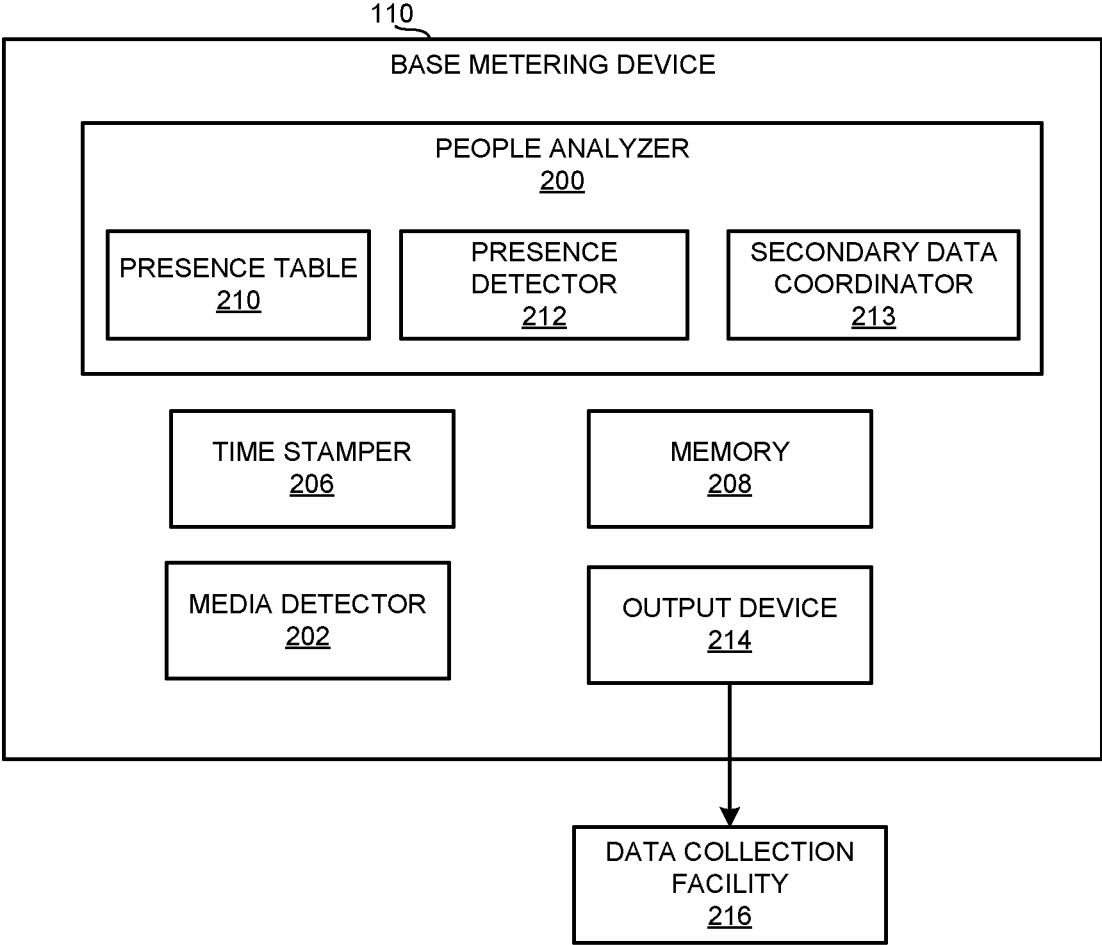 110
BASE METERING DEVICE
PEOPLE ANALYZER
200
PRESENCE TABLE
210
PRESENCE
DETECTOR
212
SECONDARY DATA
COORDINATOR
213
TIME STAMPER
206
MEMORY
208
MEDIA DETECTOR
202
OUTPUT DEVICE
214
DATA COLLECTION
FACILITY
216